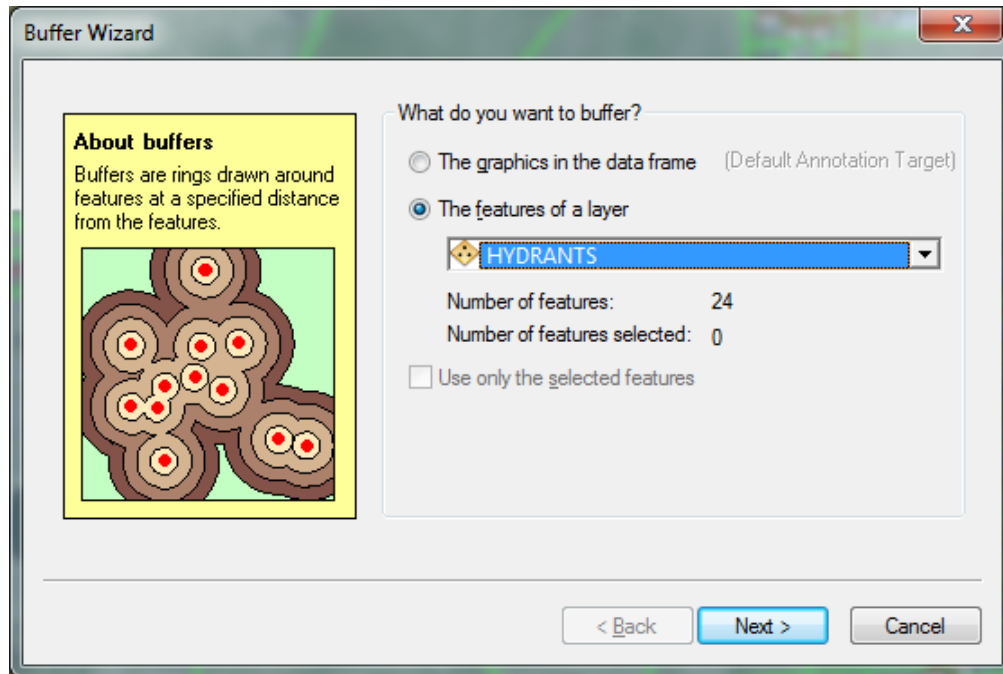 Buffer Wizard
About buffers
Buffers are rings drawn around
features at a specified distance
from the features.
What do you want to buffer?
The graphics in the data frame (Default Annotation Target)
The features of a layer
HYDRANTS
Number of features: 24
Number of features selected: 0
Use only the selected features
< Back Next > Cancel